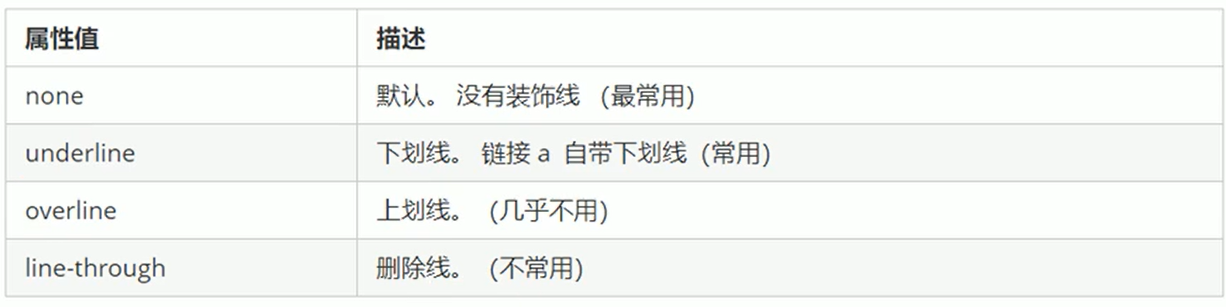 属性值 描述
none 默认。 没有装饰线 (最常用)
underline 下划线。 链接 a 自带下划线 (常用)
overline 上划线。 (几乎不用)
line-through 删除线。 (不常用)